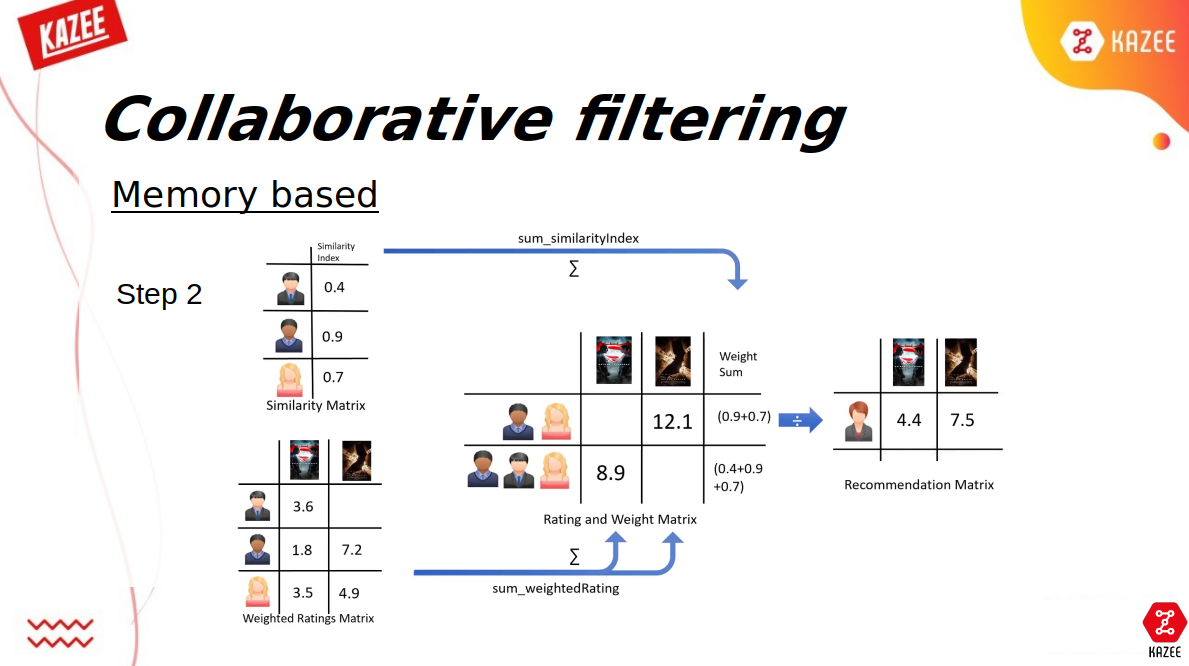 KAZEE
KAZEE
Collaborative filtering
Memory based
Step 2
Similarity
Index
0.4
0.9
0.7
Similarity Matrix
sum_similarityIndex
∑
3.6
1.8 7.2
3.5 4.9
Weighted Ratings Matrix
Weight
Sum
12.1 (0.9+0.7)
8.9 (0.4+0.9
+0.7)
Rating and Weight Matrix
∑
sum_weightedRating
÷
4.4 7.5
Recommendation Matrix
KAZEE